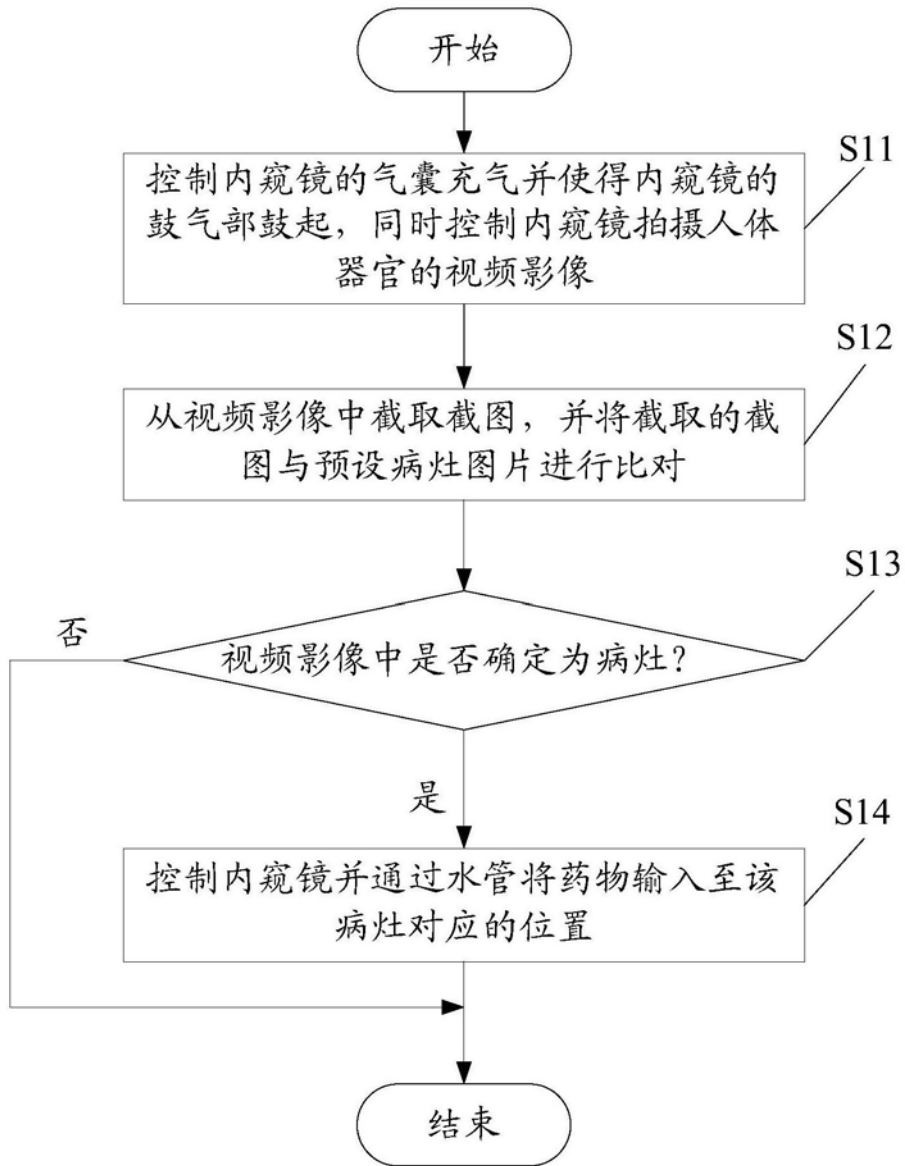 开始
S11
控制内窥镜的气囊充气并使得内窥镜的
鼓气部鼓起，同时控制内窥镜拍摄人体
器官的视频影像
S12
从视频影像中截取截图，并将截取的截
图与预设病灶图片进行比对
S13
否
视频影像中是否确定为病灶？
是
S14
控制内窥镜并通过水管将药物输入至该
病灶对应的位置
结束